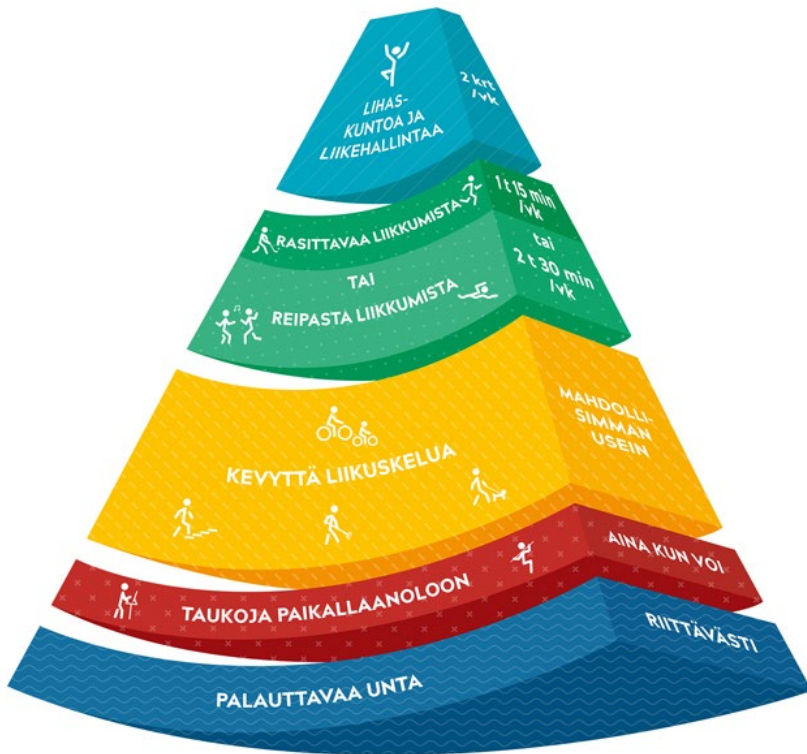 LIHAS-
KUNTOA JA
LIIKEHALLINTAA
2 krt
/vk
RASITTAVAA LIIKKUMISTA
1 t 15 min
/vk
TAI
tai
REIPASTA LIIKKUMISTA
2 t 30 min
/vk
KEVYTTÄ LIIKUSKELUA
MAHDOLLI-
SIMMAN
USEIN
TAUKOJA PAIKALLAANOLOON
AINA KUN VOI
PALAUTTAVAA UNTA
RIITTÄVÄSTI